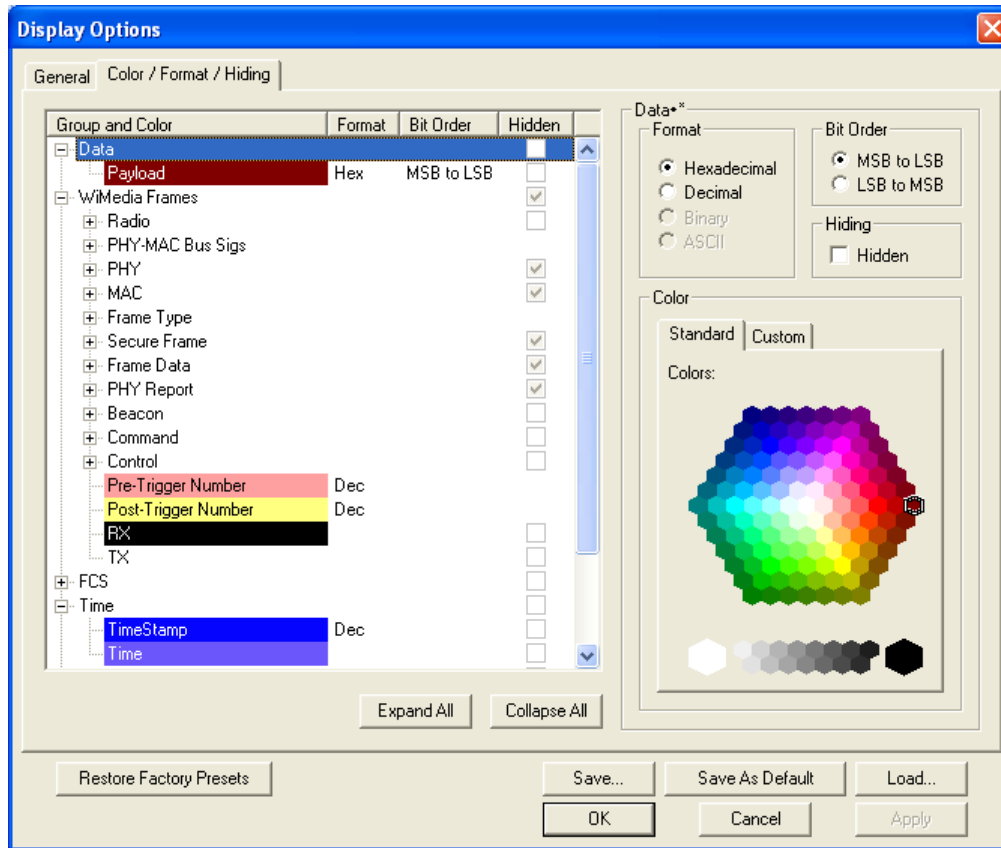 Display Options
General Color / Format / Hiding
Group and Color Format Bit Order Hidden
Data
Payload Hex MSB to LSB
WiMedia Frames
Radio
PHY-MAC Bus Sigs
PHY
MAC
Frame Type
Secure Frame
Frame Data
PHY Report
Beacon
Command
Control
Pre-Trigger Number Dec
Post-Trigger Number Dec
RX
TX
FCS
Time
TimeStamp Dec
Time
Expand All Collapse All
Data•"
Format
Hexadecimal
Decimal
Binary
ASCII
Bit Order
MSB to LSB
LSB to MSB
Hiding
Hidden
Color
Standard Custom
Colors:
Restore Factory Presets Save... Save As Default Load...
OK Cancel Apply